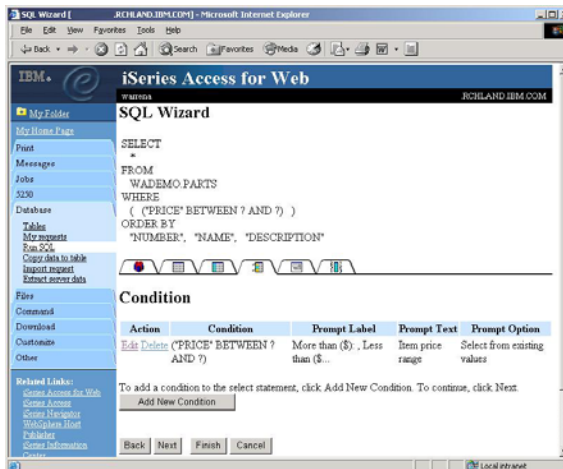 SQL Wizard [ .RCHLAND.IBM.COM] - Microsoft Internet Explorer
File Edit View Favorites Tools Help
Back Search Favorites Media
IBM.
iSeries Access for Web
warrena .RCHLAND.IBM.COM
My Folder
My Home Page
Print
Messages
Jobs
5250
Database
Tables
My requests
Run SQL
Copy data to table
Import request
Extract server data
Files
Command
Download
Customize
Other
Related Links:
iSeries Access for Web
iSeries Access
iSeries Navigator
WebSphere Host
Publisher
iSeries Information
Center
SQL Wizard
SELECT
*
FROM
WADEMO.PARTS
WHERE
( ("PRICE" BETWEEN ? AND ?) )
ORDER BY
"NUMBER", "NAME", "DESCRIPTION"
Condition
Action Condition Prompt Label Prompt Text Prompt Option
Edit Delete ("PRICE" BETWEEN ? More than ($): , Less Item price Select from existing
AND ?) than ($... range values
To add a condition to the select statement, click Add New Condition. To continue, click Next.
Add New Condition
Back Next Finish Cancel
Local intranet